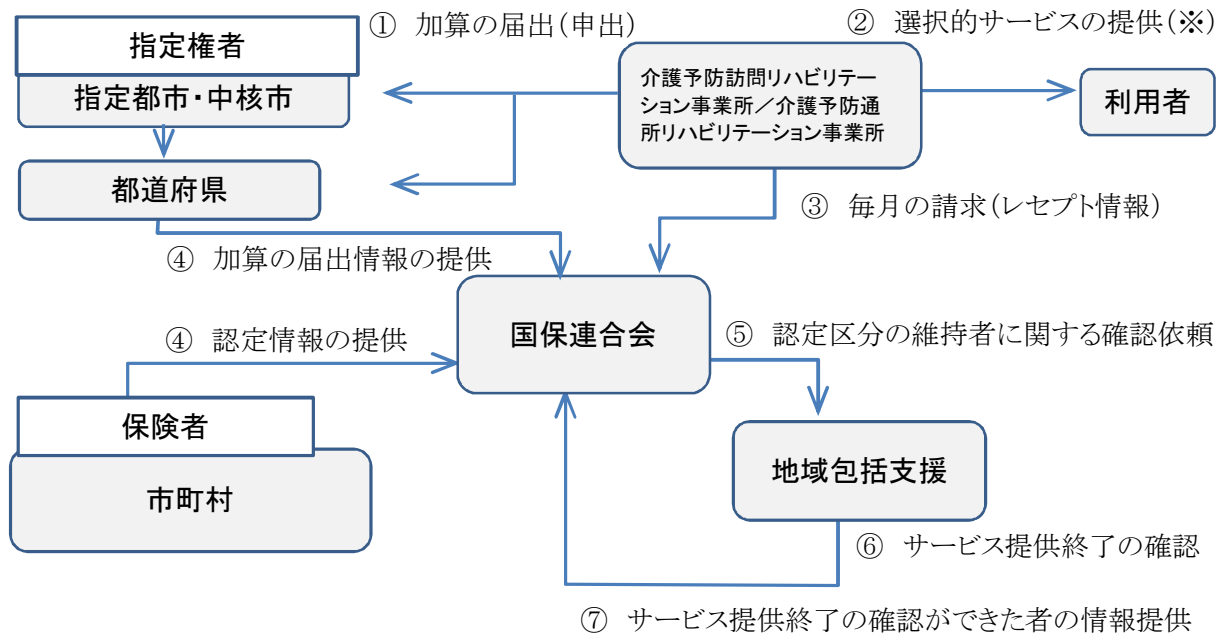 ① 加算の届出(申出)
② 選択的サービスの提供(※)
指定権者
指定都市・中核市
介護予防訪問リハビリテー
ション事業所／介護予防通
所リハビリテーション事業所
利用者
都道府県
③ 毎月の請求(レセプト情報)
④ 加算の届出情報の提供
国保連合会
④ 認定情報の提供
⑤ 認定区分の維持者に関する確認依頼
保険者
市町村
地域包括支援
⑥ サービス提供終了の確認
⑦ サービス提供終了の確認ができた者の情報提供